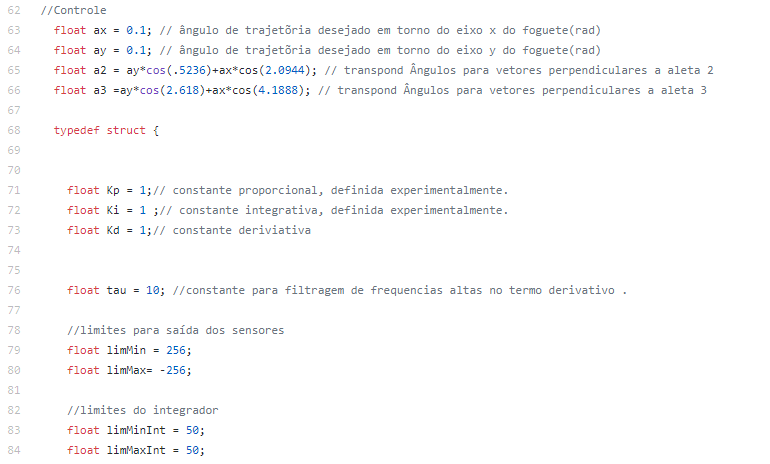 62 //Controle
63 float ax = 0.1; // ângulo de trajetõria desejado em torno do eixo x do foguete(rad)
64 float ay = 0.1; // ângulo de trajetõria desejado em torno do eixo y do foguete(rad)
65 float a2 = ay*cos(.5236)+ax*cos(2.0944); // transpond Ângulos para vetores perpendiculares a aleta 2
66 float a3 =ay*cos(2.618)+ax*cos(4.1888); // transpond Ângulos para vetores perpendiculares a aleta 3
67
68 typedef struct {
69
70
71 float Kp = 1;// constante proporcional, definida experimentalmente.
72 float Ki = 1 ;// constante integrativa, definida experimentalmente.
73 float Kd = 1;// constante deriviativa
74
75
76 float tau = 10; //constante para filtragem de frequencias altas no termo derivativo .
77
78 //limites para saída dos sensores
79 float limMin = 256;
80 float limMax= -256;
81
82 //limites do integrador
83 float limMinInt = 50;
84 float limMaxInt = 50;